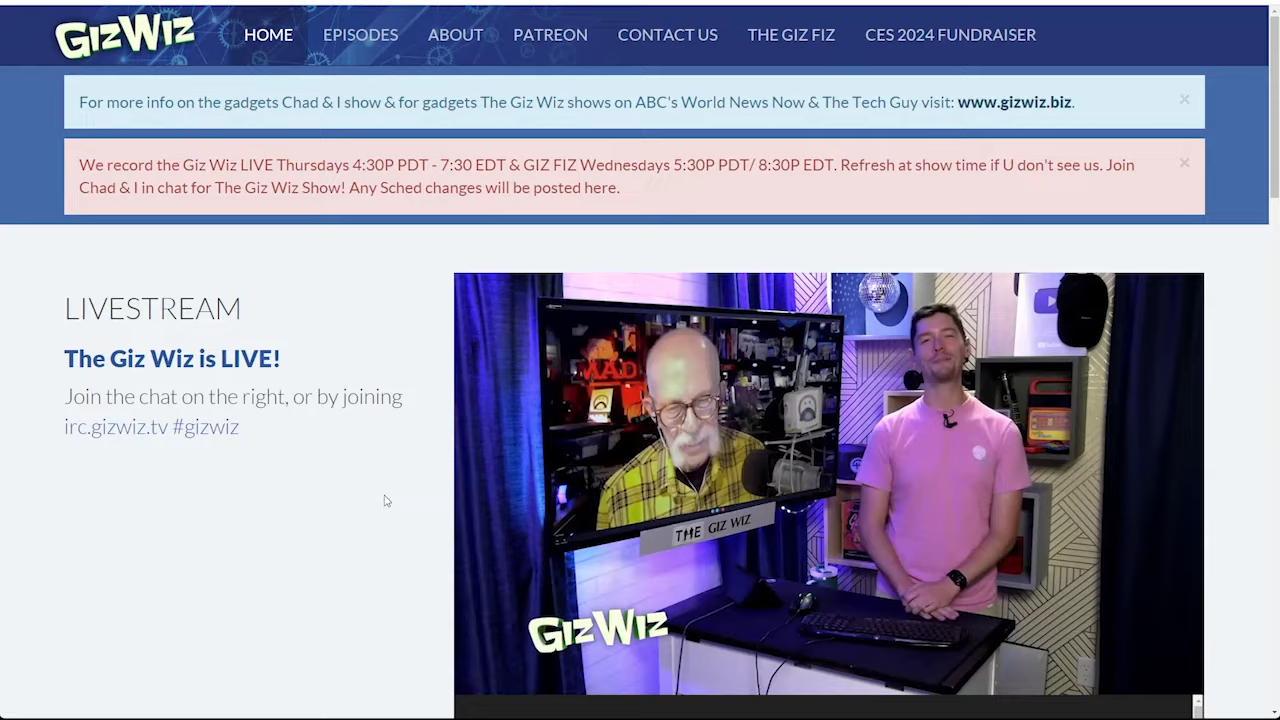 GIZWIZ
HOME
EPISODES
ABOUT
PATREON
CONTACT US
THE GIZ FIZ
CES 2024 FUNDRAISER
For more info on the gadgets Chad & I show & for gadgets The Giz Wiz shows on ABC's World News Now & The Tech Guy visit: www.gizwiz.biz.
×
We record the Giz Wiz LIVE Thursdays 4:30P PDT - 7:30 EDT & GIZ FIZ Wednesdays 5:30P PDT/ 8:30P EDT. Refresh at show time if U don't see us. Join
Chad & I in chat for The Giz Wiz Show! Any Sched changes will be posted here.
×
LIVESTREAM
The Giz Wiz is LIVE!
Join the chat on the right, or by joining
irc.gizwiz.tv #gizwiz
MAD
THE GIZ WIZ
GIZWIZ